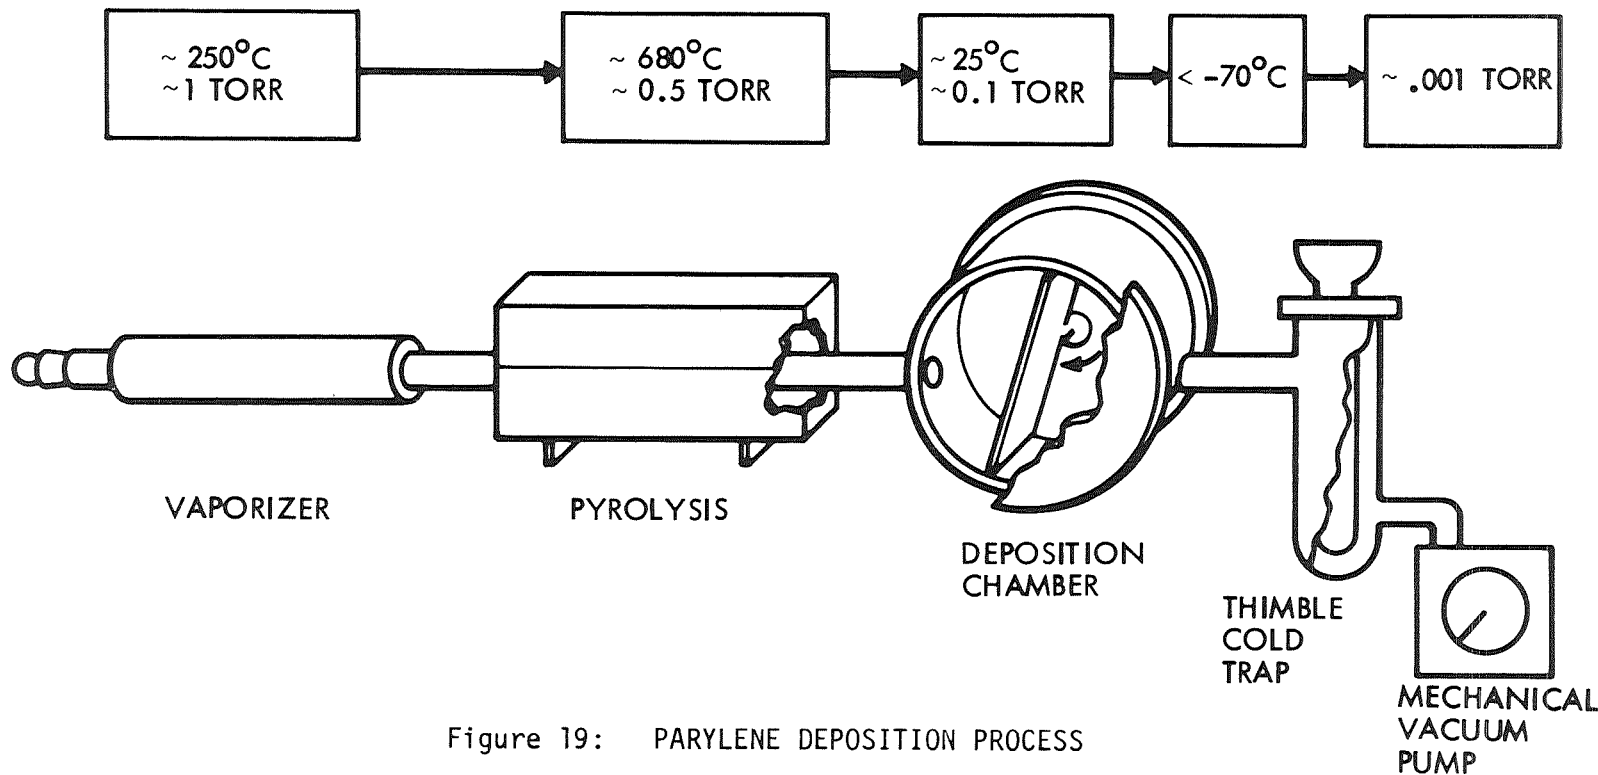 ~ 250°C
~1 TORR
~ 680°C
~ 0.5 TORR
~25°C
~0.1 TORR
< -70°C
~ .001 TORR
VAPORIZER
PYROLYSIS
DEPOSITION
CHAMBER
THIMBLE
COLD
TRAP
MECHANICAL
VACUUM
PUMP
Figure 19: PARYLENE DEPOSITION PROCESS